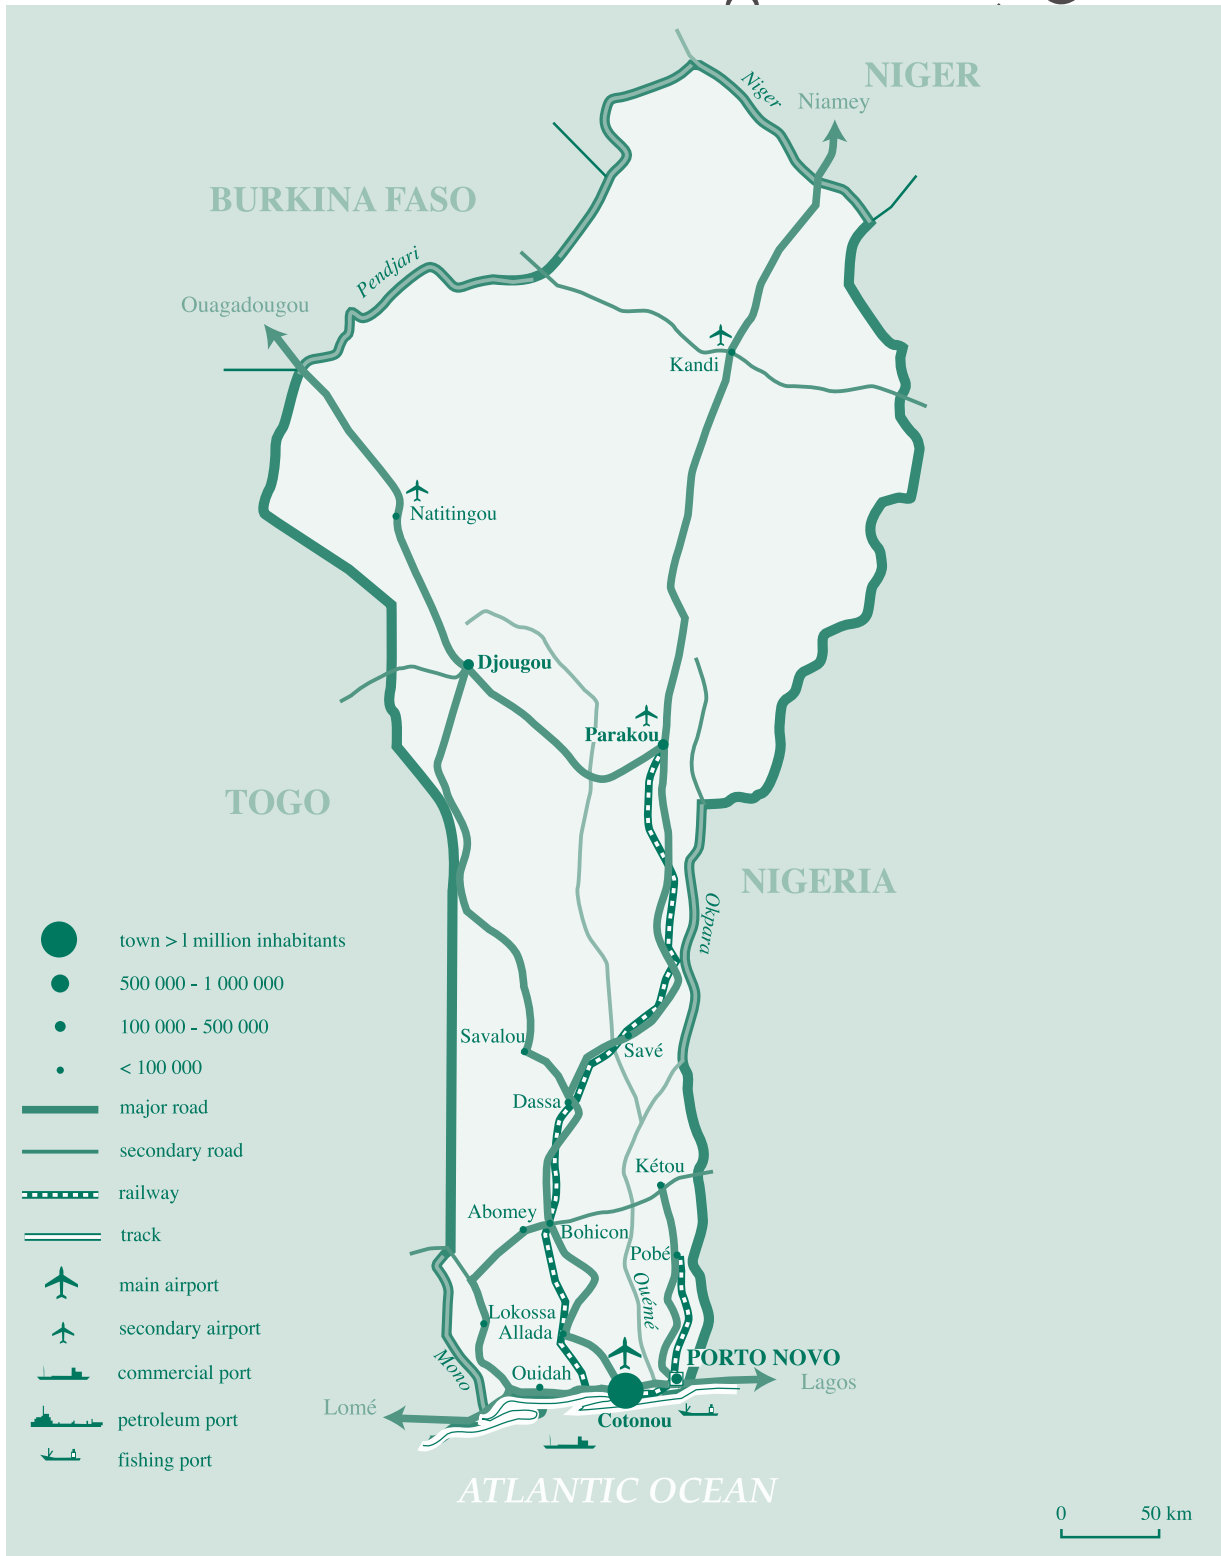 NIGER
Niger
Niamey
BURKINA FASO
Pendjari
Ouagadougou
Kandi
Natitingou
Djougou
Parakou
TOGO
NIGERIA
Okpara
town > 1 million inhabitants
500 000 - 1 000 000
100 000 - 500 000
< 100 000
major road
secondary road
railway
track
main airport
secondary airport
commercial port
petroleum port
fishing port
Savalou
Savé
Dassa
Kétou
Abomey
Bohicon
Pobé
Ouémé
Lokossa
Allada
Mono
Ouidah
PORTO NOVO
Lagos
Lomé
Cotonou
ATLANTIC OCEAN
0 50 km